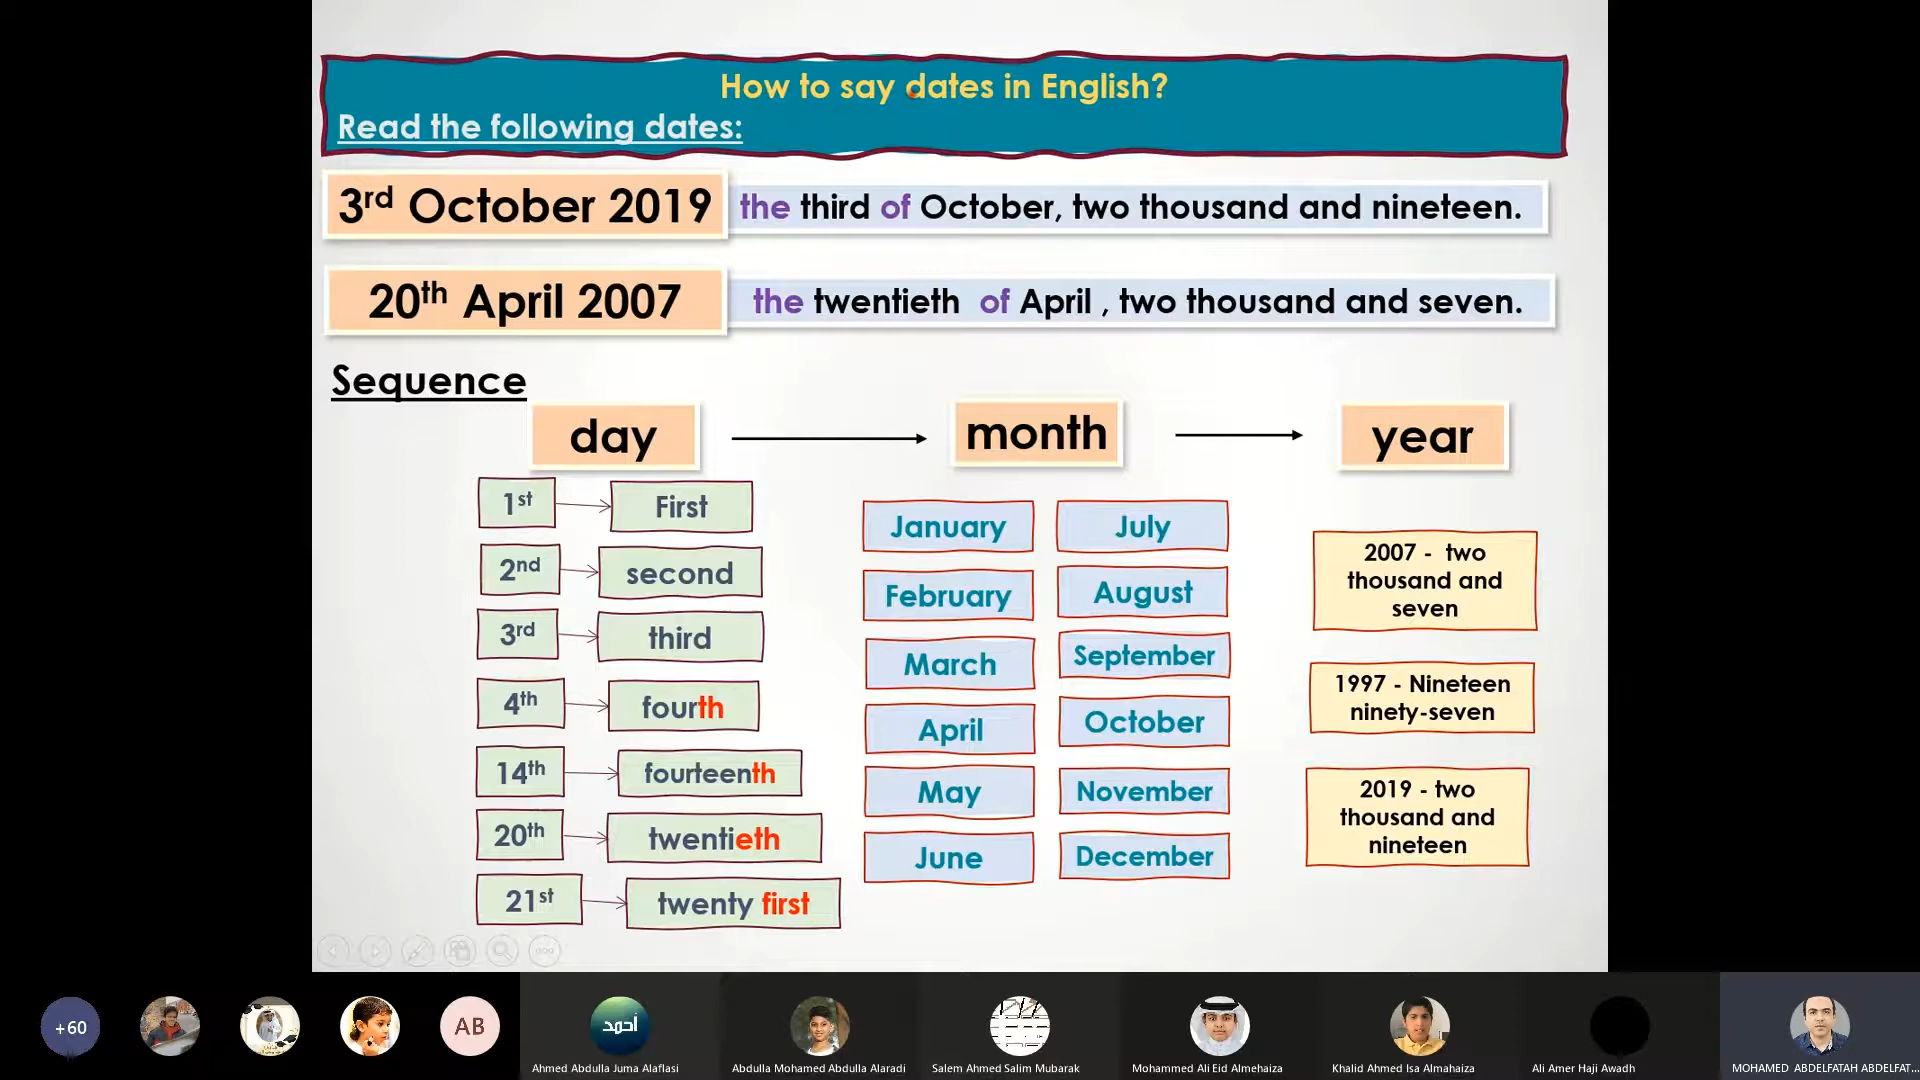 How to say dates in English?
Read the following dates:
3rd October 2019
the third of October, two thousand and nineteen.
20th April 2007
the twentieth of April , two thousand and seven.
Sequence
day
month
year
1st
First
2nd
second
3rd
third
4th
fourth
14th
fourteenth
20th
twentieth
21st
twenty first
January
July
February
August
March
September
April
October
May
November
June
December
2007 - two
thousand and
seven
1997 - Nineteen
ninety-seven
2019 - two
thousand and
nineteen
+60
AB
أحمد
Ahmed Abdulla Juma Alaflasi
Abdulla Mohamed Abdulla Alaradi
Salem Ahmed Salim Mubarak
Mohammed Ali Eid Almehaiza
Khalid Ahmed Isa Almahaiza
Ali Amer Haji Awadh
MOHAMED ABDELFATAH ABDELFAT...